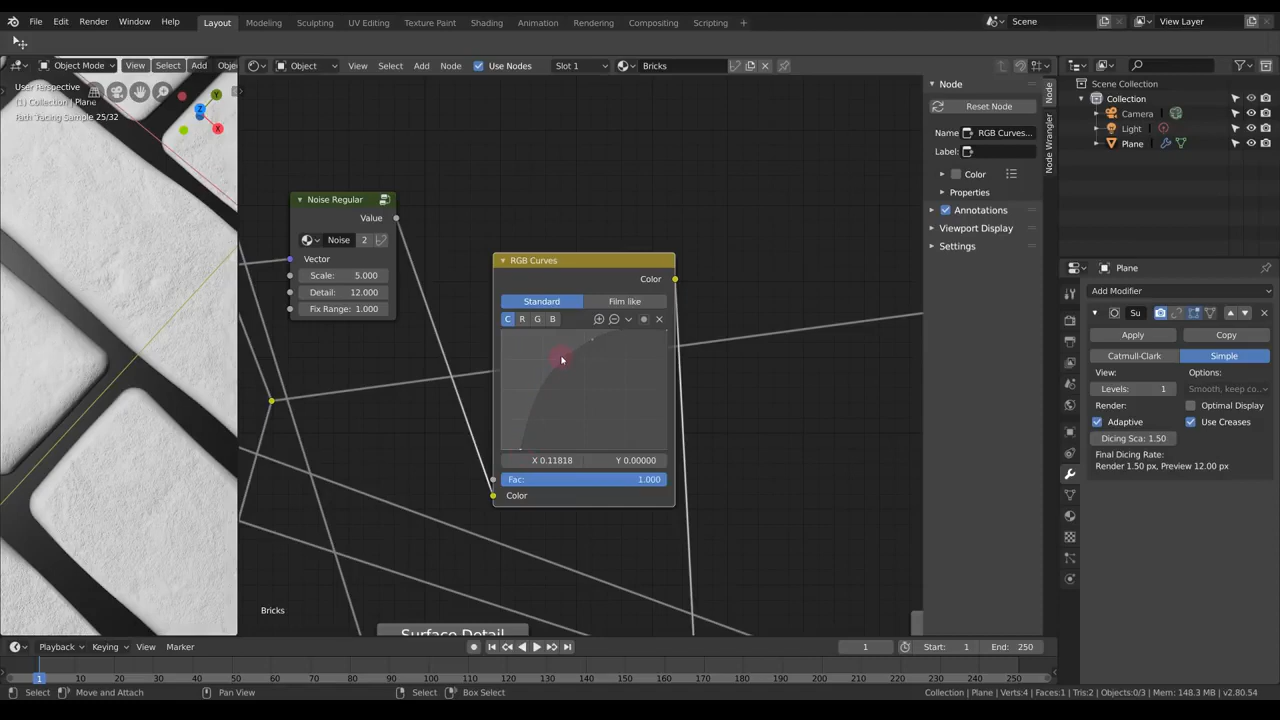 File Edit Render Window Help Layout Modeling Sculpting UV Editing Texture Paint Shading Animation Rendering Compositing Scripting + Scene View Layer
Object Mode View Select Add Obje Object View Select Add Node Use Nodes Slot 1 Bricks
User Perspective
(1) Collection | Plane
Path Tracing Sample 25/32
Z Y X
Noise Regular
Value
Noise 2
Vector
Scale: 5.000
Detail: 12.000
Fix Range: 1.000
RGB Curves
Color
Standard Film like
C R G B
X 0.11818 Y 0.00000
Fac: 1.000
Color
Bricks
Surface Detail
Node
Reset Node
Name RGB Curves...
Label:
Color
Properties
Annotations
Viewport Display
Settings
Node
Node Wrangler
Scene Collection
Collection
Camera
Light
Plane
Plane
Add Modifier
Su
Apply Copy
Catmull-Clark Simple
View: Options:
Levels: 1 Smooth, keep co..
Render: Optimal Display
Adaptive Use Creases
Dicing Sca: 1.50
Final Dicing Rate:
Render 1.50 px, Preview 12.00 px
Playback Keying View Marker 1 Start: 1 End: 250
1 10 20 30 40 50 60 70 80 90 100 110 120 130 140 150 160 170 180 190 200 210 220 230 240 250
Select Move and Attach Pan View Select Box Select Collection | Plane | Verts:4 | Faces:1 | Tris:2 | Objects:0/3 | Mem: 148.3 MB | v2.80.54